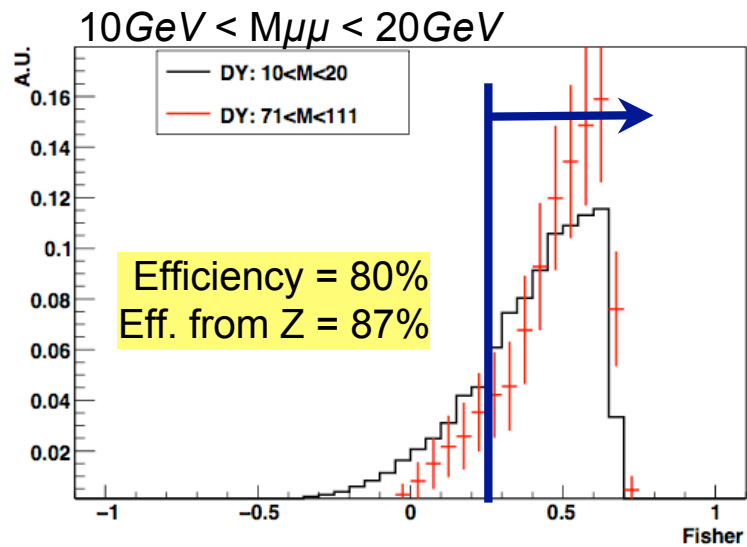 10GeV < Mμμ < 20GeV
A.U.
DY: 10<M<20
DY: 71<M<111
0.16
0.14
0.12
0.1
0.08
0.06
0.04
0.02
Efficiency = 80%
Eff. from Z = 87%
−1
−0.5
0
0.5
1
Fisher